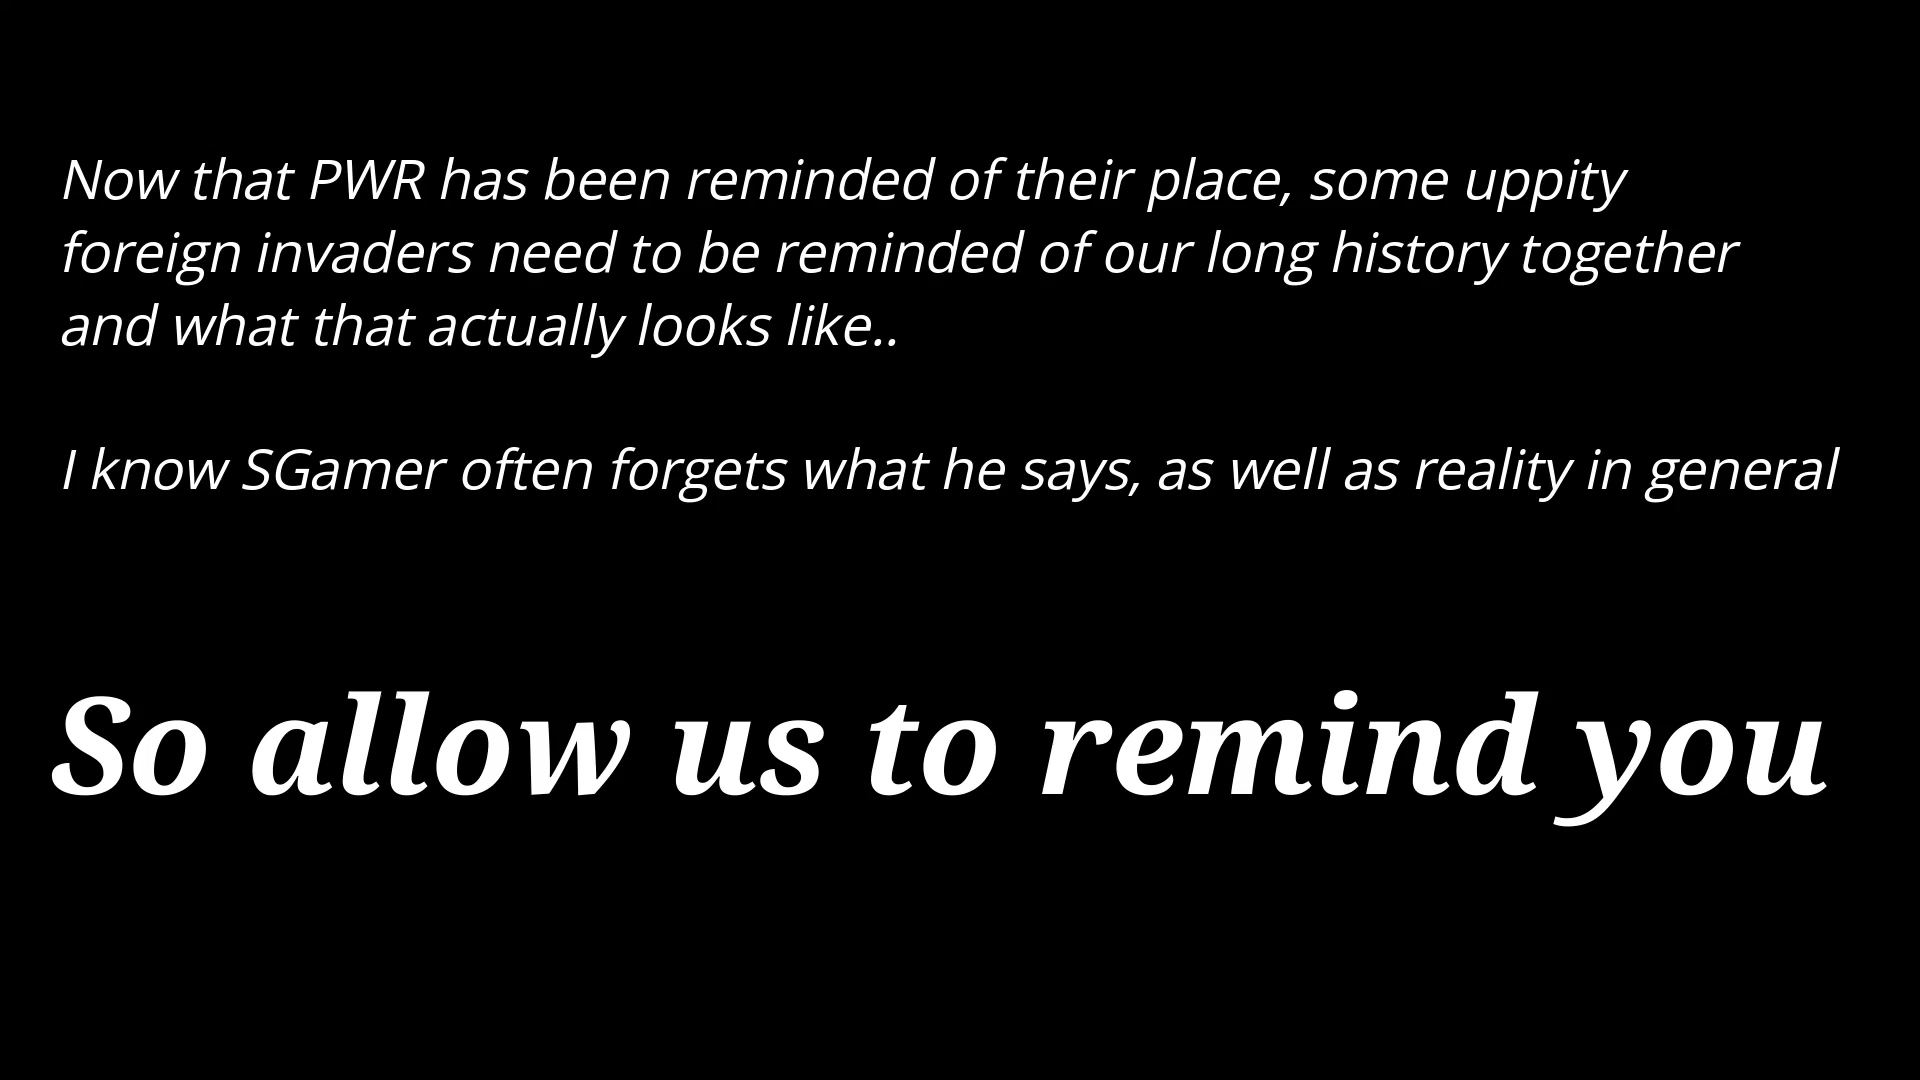 Now that PWR has been reminded of their place, some uppity
foreign invaders need to be reminded of our long history together
and what that actually looks like..
I know SGamer often forgets what he says, as well as reality in general
So allow us to remind you